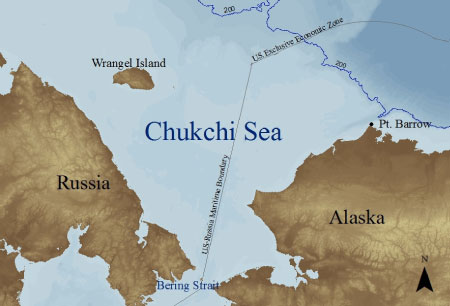 200
US Exclusive Economic Zone
Wrangel Island
200
Pt. Barrow
Chukchi Sea
US-Russia Maritime Boundary
Russia
Alaska
N
Bering Strait